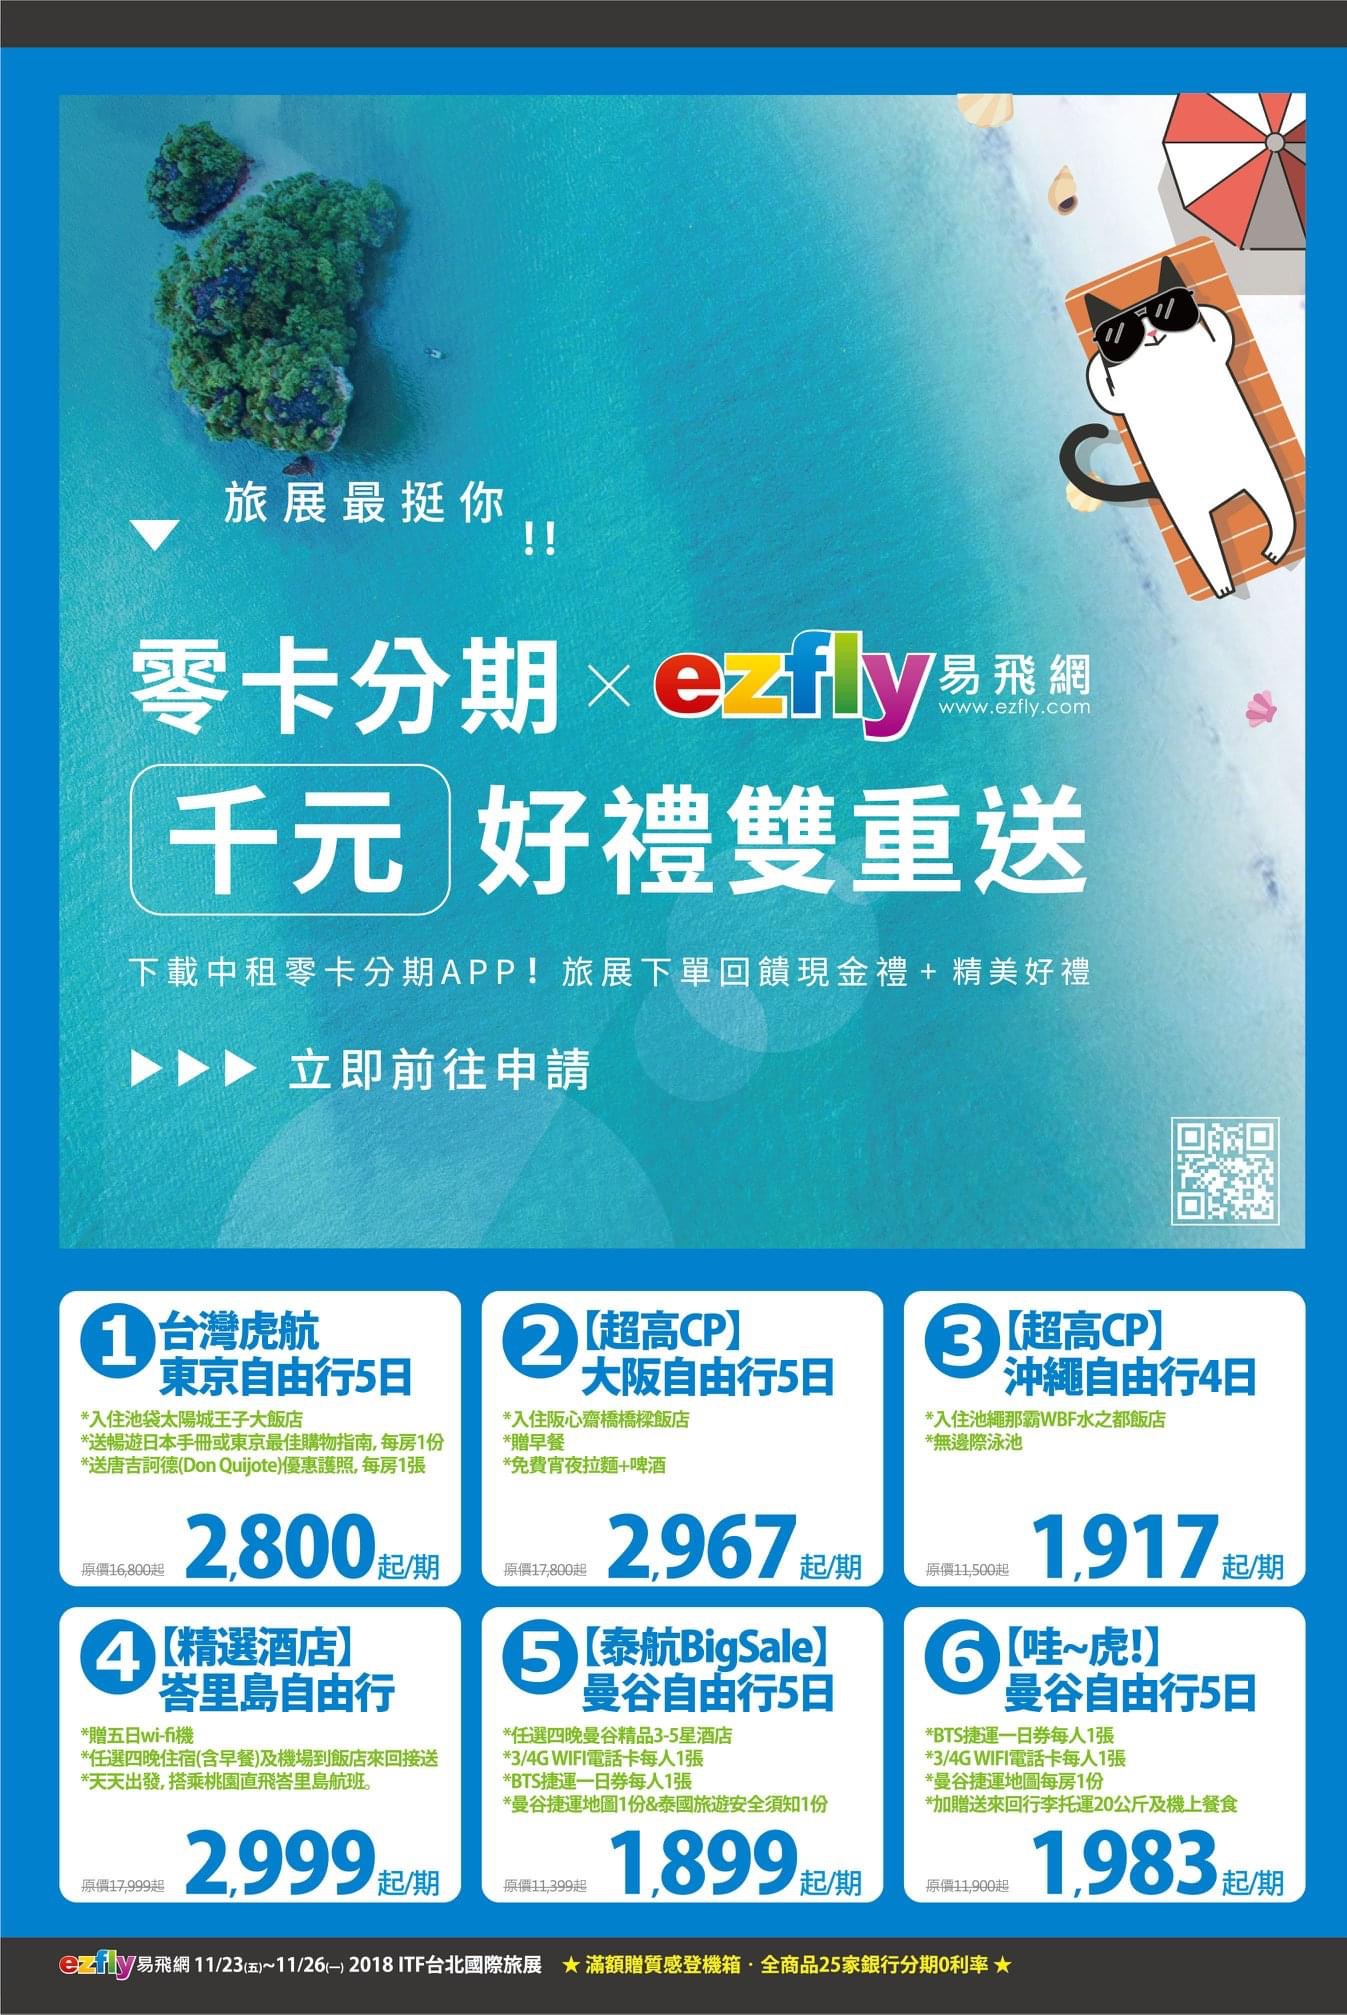 旅展最挺你!!
零卡分期×ezfly易飛網
www.ezfly.com
千元 好禮雙重送
下載中租零卡分期APP! 旅展下單回饋現金禮+精美好禮
▶▶▶ 立即前往申請
1 台灣虎航
東京自由行5日
*入住池袋太陽城王子大飯店
*送暢遊日本手冊或東京最佳購物指南, 每房1份
*送唐吉訶德(Don Quijote)優惠護照, 每房1張
原價16,800起 2,800起/期
2【超高CP】
大阪自由行5日
*入住阪心齋橋橋樑飯店
*贈早餐
*免費宵夜拉麵+啤酒
原價17,800起 2,967起/期
3【超高CP】
沖繩自由行4日
*入住池繩那霸WBF水之都飯店
*無邊際泳池
原價11,500起 1,917起/期
4【精選酒店】
峇里島自由行
*贈五日wi-fi機
*任選四晚住宿(含早餐)及機場到飯店來回接送
*天天出發, 搭乘桃園直飛峇里島航班。
原價17,999起 2,999起/期
5【泰航BigSale】
曼谷自由行5日
*任選四晚曼谷精品3-5星酒店
*3/4G WIFI電話卡每人1張
*BTS捷運一日券每人1張
*曼谷捷運地圖1份&泰國旅遊安全須知1份
原價11,399起 1,899起/期
6【哇~虎!】
曼谷自由行5日
*BTS捷運一日券每人1張
*3/4G WIFI電話卡每人1張
*曼谷捷運地圖每房1份
*加贈送來回行李托運20公斤及機上餐食
原價11,900起 1,983起/期
ezfly易飛網 11/23(五)~11/26(一) 2018 ITF台北國際旅展 ★ 滿額贈質感登機箱‧全商品25家銀行分期0利率 ★